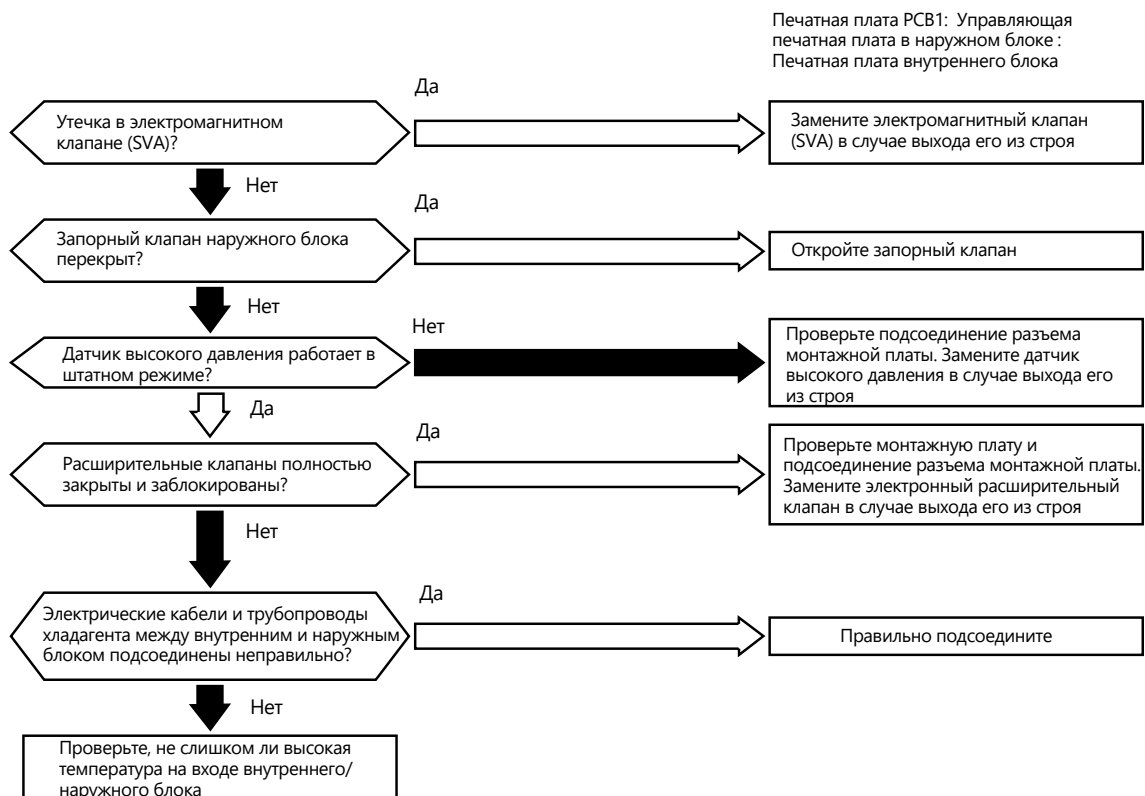 Печатная плата PCB1: Управляющая
печатная плата в наружном блоке :
Печатная плата внутреннего блока
Утечка в электромагнитном
клапане (SVA)?
Да
Замените электромагнитный клапан
(SVA) в случае выхода его из строя
Нет
Запорный клапан наружного блока
перекрыт?
Да
Откройте запорный клапан
Нет
Датчик высокого давления работает в
штатном режиме?
Нет
Проверьте подсоединение разъема
монтажной платы. Замените датчик
высокого давления в случае выхода его
из строя
Да
Расширительные клапаны полностью
закрыты и заблокированы?
Да
Проверьте монтажную плату и
подсоединение разъема монтажной платы.
Замените электронный расширительный
клапан в случае выхода его из строя
Нет
Электрические кабели и трубопроводы
хладагента между внутренним и наружным
блоком подсоединены неправильно?
Да
Правильно подсоедините
Нет
Проверьте, не слишком ли высокая
температура на входе внутреннего/
наружного блока